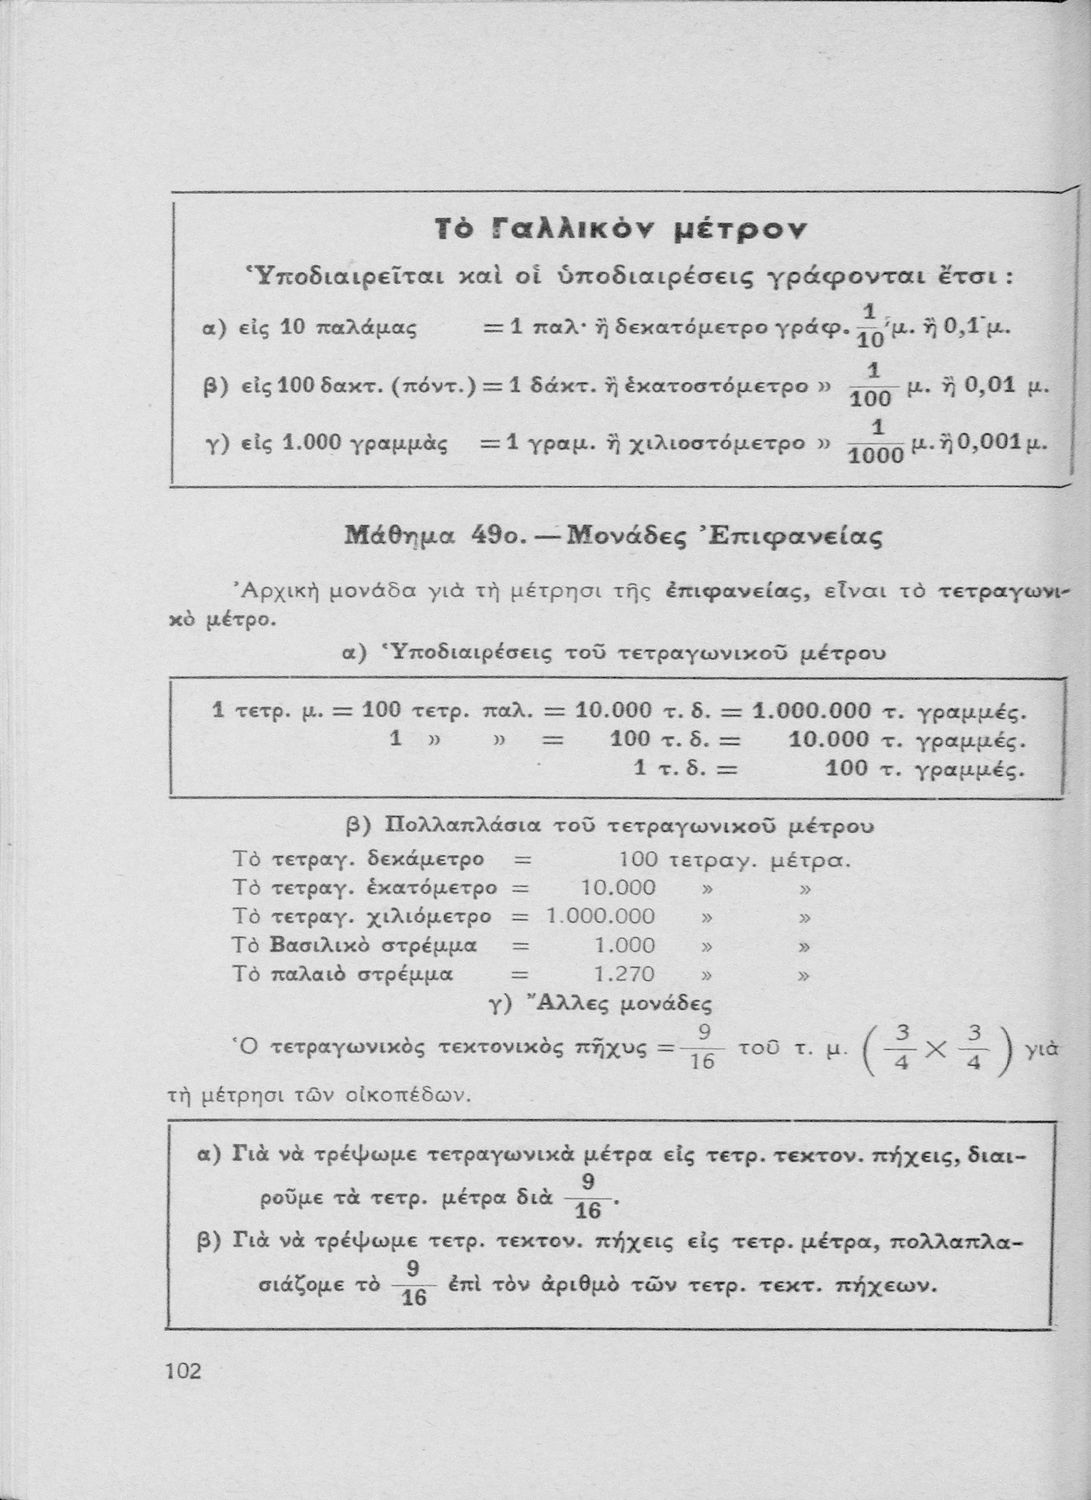 Τὸ Γαλλικὸν μέτρον
Ὑποδιαιρεῖται καὶ οἱ ὑποδιαιρέσεις γράφονται ἔτσι :
α) εἰς 10 παλάμας = 1 παλ· ἢ δεκατόμετρο γράφ. 1/10 μ. ἢ 0,1 μ.
β) εἰς 100 δακτ. (πόντ.) = 1 δάκτ. ἢ ἑκατοστόμετρο » 1/100 μ. ἢ 0,01 μ.
γ) εἰς 1.000 γραμμὰς = 1 γραμ. ἢ χιλιοστόμετρο » 1/1000 μ. ἢ 0,001 μ.
Μάθημα 49ο. — Μονάδες Ἐπιφανείας
Ἀρχικὴ μονάδα γιὰ τὴ μέτρησι τῆς ἐπιφανείας, εἶναι τὸ τετραγωνι-
κὸ μέτρο.
α) Ὑποδιαιρέσεις τοῦ τετραγωνικοῦ μέτρου
1 τετρ. μ. = 100 τετρ. παλ. = 10.000 τ. δ. = 1.000.000 τ. γραμμές.
1 » » = 100 τ. δ. = 10.000 τ. γραμμές.
1 τ. δ. = 100 τ. γραμμές.
β) Πολλαπλάσια τοῦ τετραγωνικοῦ μέτρου
Τὸ τετραγ. δεκάμετρο = 100 τετραγ. μέτρα.
Τὸ τετραγ. ἑκατόμετρο = 10.000 » »
Τὸ τετραγ. χιλιόμετρο = 1.000.000 » »
Τὸ Βασιλικὸ στρέμμα = 1.000 » »
Τὸ παλαιὸ στρέμμα = 1.270 » »
γ) Ἄλλες μονάδες
Ὁ τετραγωνικὸς τεκτονικὸς πῆχυς = 9/16 τοῦ τ. μ. ( 3/4 × 3/4 ) γιὰ
τὴ μέτρησι τῶν οἰκοπέδων.
α) Γιὰ νὰ τρέψωμε τετραγωνικὰ μέτρα εἰς τετρ. τεκτον. πήχεις, διαι-
ροῦμε τὰ τετρ. μέτρα διὰ 9/16.
β) Γιὰ νὰ τρέψωμε τετρ. τεκτον. πήχεις εἰς τετρ. μέτρα, πολλαπλα-
σιάζομε τὸ 9/16 ἐπὶ τὸν ἀριθμὸ τῶν τετρ. τεκτ. πήχεων.
102